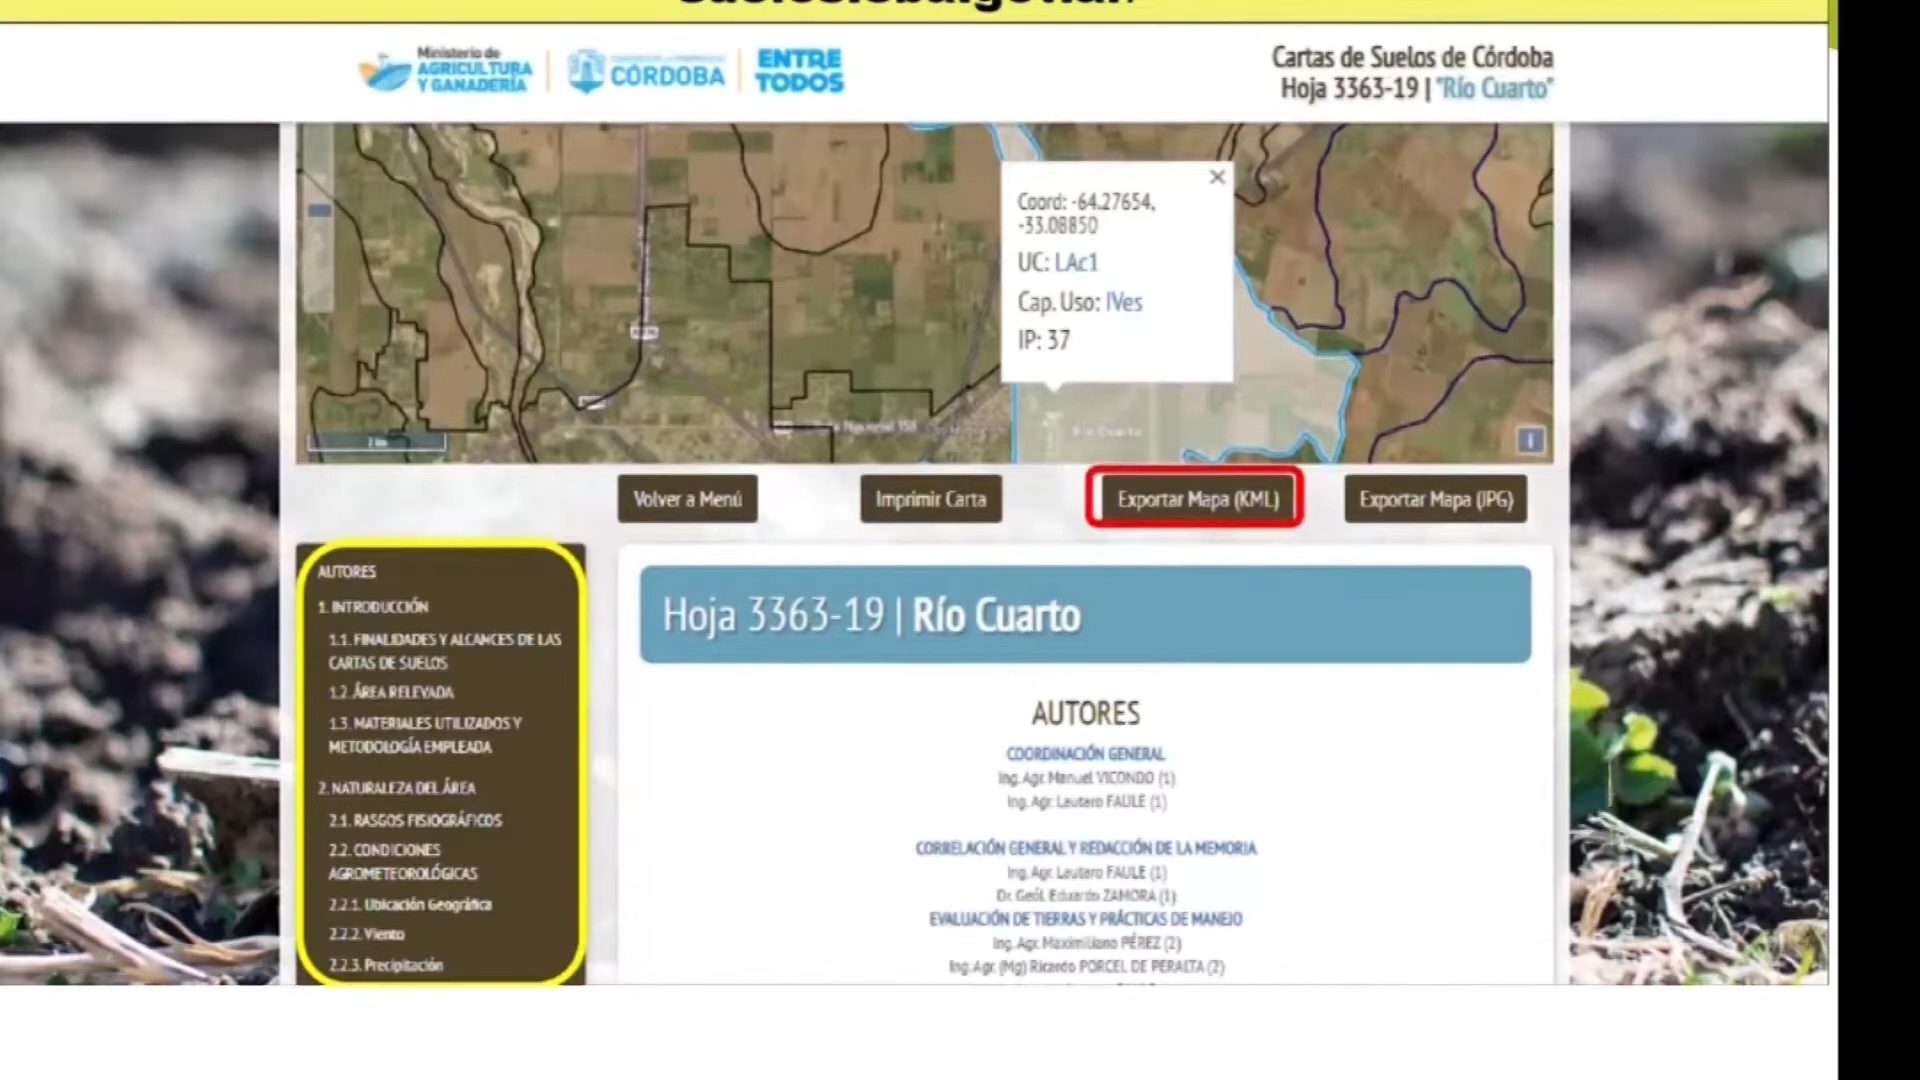 Ministerio de
AGRICULTURA
Y GANADERÍA
CÓRDOBA
ENTRE
TODOS
Cartas de Suelos de Córdoba
Hoja 3363-19 | "Río Cuarto"
Coord: -64.27654,
-33.08850
UC: LAc1
Cap. Uso: IVes
IP: 37
Río Cuarto
i
Volver a Menú
Imprimir Carta
Exportar Mapa (KML)
Exportar Mapa (JPG)
AUTORES
1. INTRODUCCIÓN
1.1. FINALIDADES Y ALCANCES DE LAS
CARTAS DE SUELOS
1.2. ÁREA RELEVADA
1.3. MATERIALES UTILIZADOS Y
METODOLOGÍA EMPLEADA
2. NATURALEZA DEL ÁREA
2.1. RASGOS FISIOGRÁFICOS
2.2. CONDICIONES
AGROMETEOROLÓGICAS
2.2.1. Ubicación Geográfica
2.2.2. Viento
2.2.3. Precipitación
Hoja 3363-19 | Río Cuarto
AUTORES
COORDINACIÓN GENERAL
Ing. Agr. Manuel VICONDO (1)
Ing. Agr. Lautaro FAULE (1)
CORRELACIÓN GENERAL Y REDACCIÓN DE LA MEMORIA
Ing. Agr. Lautaro FAULE (1)
Dr. Geól. Eduardo ZAMORA (1)
EVALUACIÓN DE TIERRAS Y PRÁCTICAS DE MANEJO
Ing. Agr. Maximiliano PÉREZ (2)
Ing. Agr. (Mg) Ricardo PORCEL DE PERALTA (2)